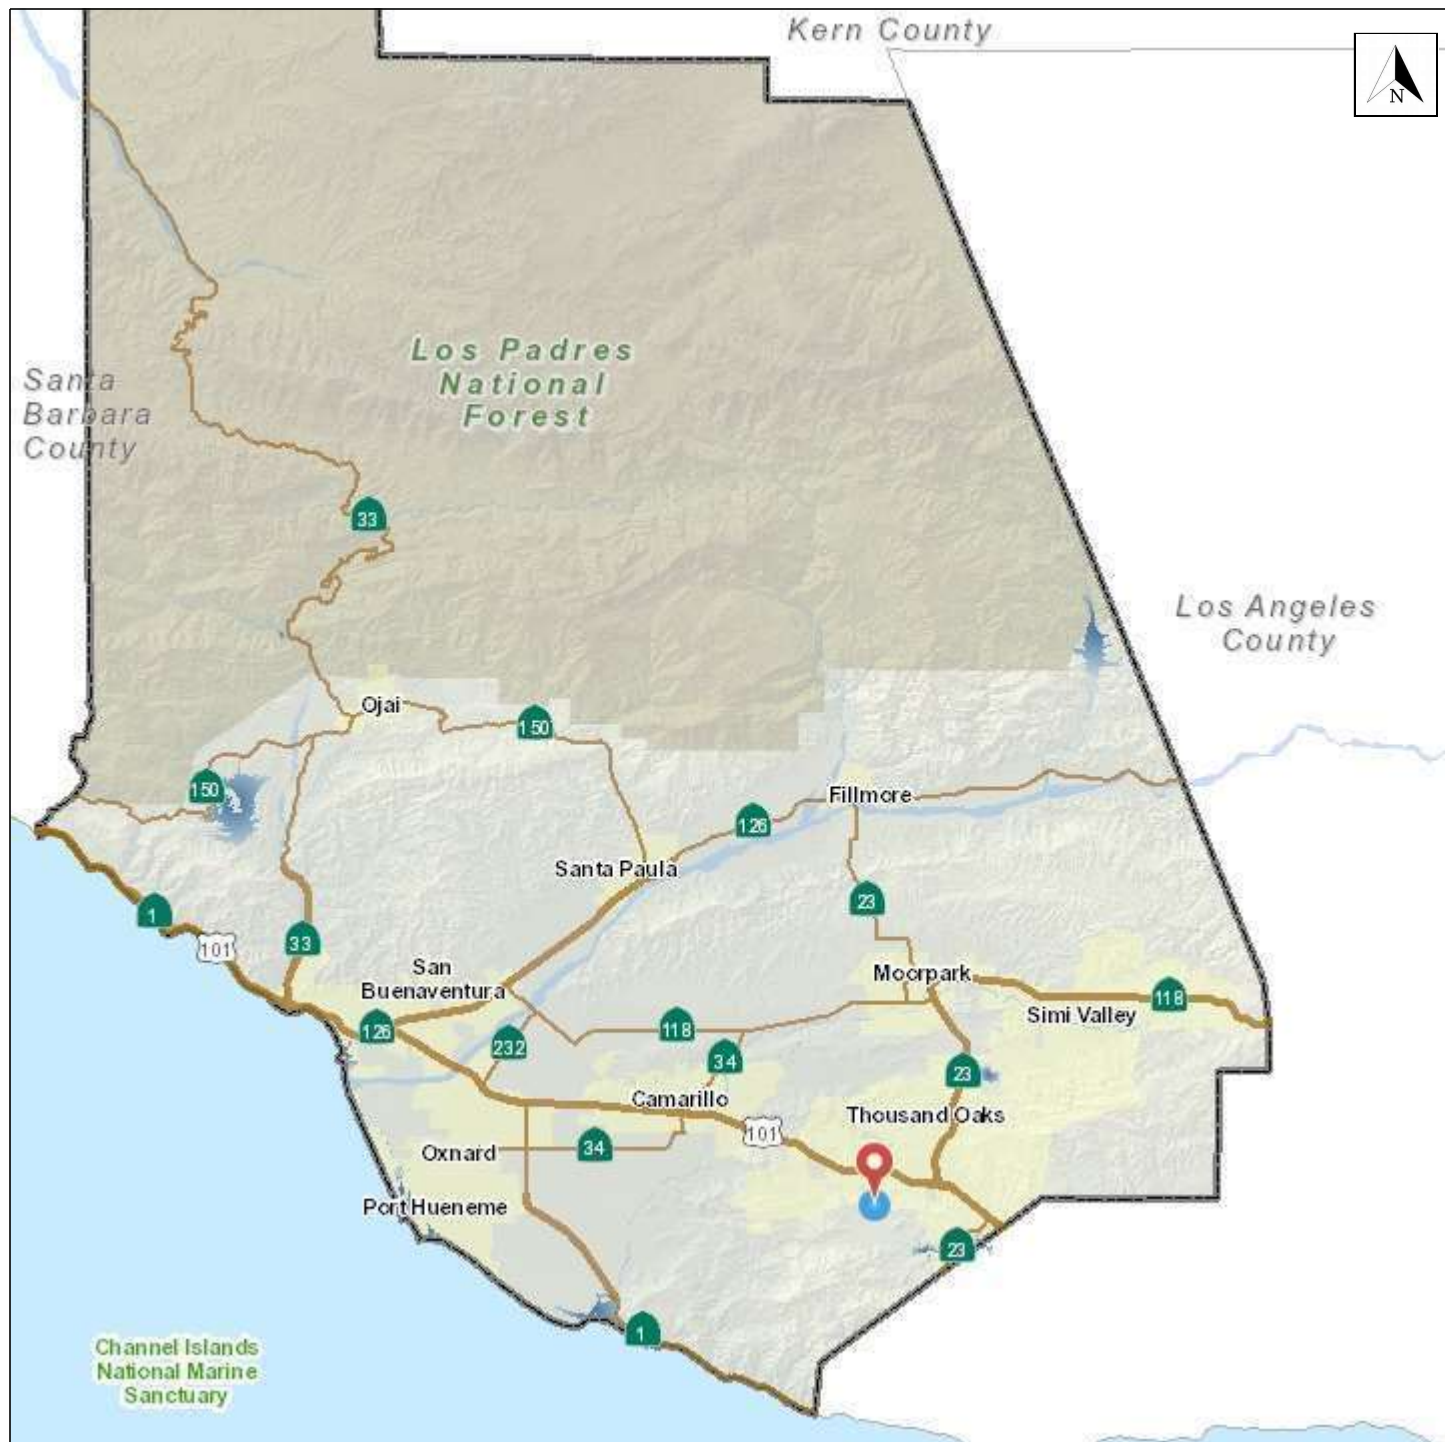 Kern County
N
Los Padres
National
Forest
Santa
Barbara
County
33
Los Angeles
County
Ojai
150
150
Fillmore
126
Santa Paula
23
1
101
33
San
Buenaventura
Moorpark
118
Simi Valley
126
118
232
34
23
Camarillo
Thousand Oaks
101
Oxnard
34
Port Hueneme
23
1
Channel Islands
National Marine
Sanctuary